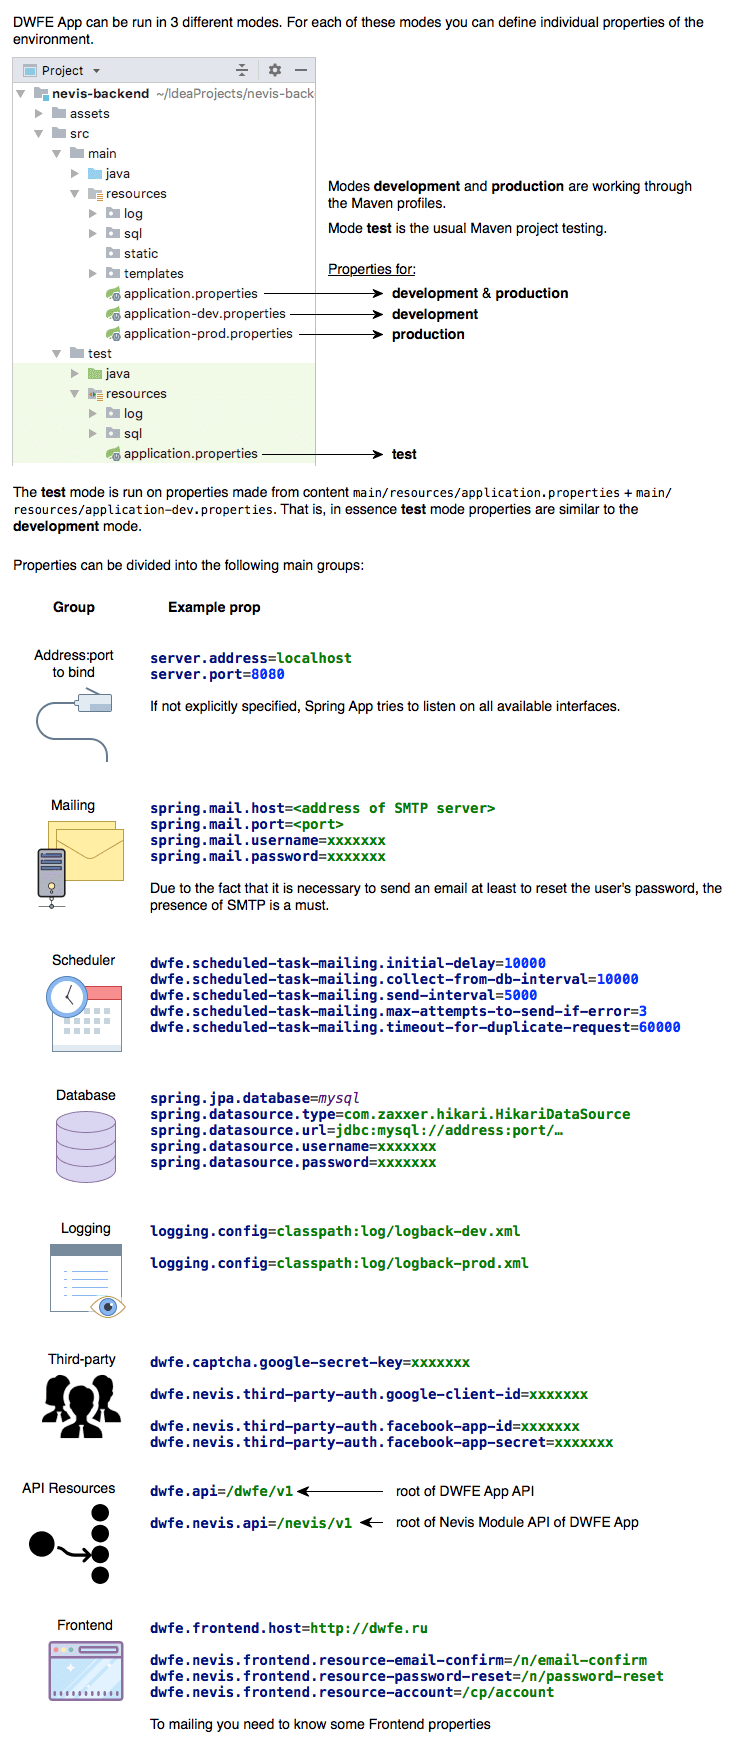 DWFE App can be run in 3 different modes. For each of these modes you can define individual properties of the
environment.
Project
nevis-backend ~/IdeaProjects/nevis-back
assets
src
main
java
resources
log
sql
static
templates
application.properties
application-dev.properties
application-prod.properties
test
java
resources
log
sql
application.properties
Modes development and production are working through
the Maven profiles.
Mode test is the usual Maven project testing.
Properties for:
development & production
development
production
test
The test mode is run on properties made from content main/resources/application.properties + main/
resources/application-dev.properties. That is, in essence test mode properties are similar to the
development mode.
Properties can be divided into the following main groups:
Group Example prop
Address:port
to bind
server.address=localhost
server.port=8080
If not explicitly specified, Spring App tries to listen on all available interfaces.
Mailing
spring.mail.host=<address of SMTP server>
spring.mail.port=<port>
spring.mail.username=xxxxxxx
spring.mail.password=xxxxxxx
Due to the fact that it is necessary to send an email at least to reset the user's password, the
presence of SMTP is a must.
Scheduler
dwfe.scheduled-task-mailing.initial-delay=10000
dwfe.scheduled-task-mailing.collect-from-db-interval=10000
dwfe.scheduled-task-mailing.send-interval=5000
dwfe.scheduled-task-mailing.max-attempts-to-send-if-error=3
dwfe.scheduled-task-mailing.timeout-for-duplicate-request=60000
Database
spring.jpa.database=mysql
spring.datasource.type=com.zaxxer.hikari.HikariDataSource
spring.datasource.url=jdbc:mysql://address:port/…
spring.datasource.username=xxxxxxx
spring.datasource.password=xxxxxxx
Logging
logging.config=classpath:log/logback-dev.xml
logging.config=classpath:log/logback-prod.xml
Third-party
dwfe.captcha.google-secret-key=xxxxxxx
dwfe.nevis.third-party-auth.google-client-id=xxxxxxx
dwfe.nevis.third-party-auth.facebook-app-id=xxxxxxx
dwfe.nevis.third-party-auth.facebook-app-secret=xxxxxxx
API Resources
dwfe.api=/dwfe/v1 root of DWFE App API
dwfe.nevis.api=/nevis/v1 root of Nevis Module API of DWFE App
Frontend
dwfe.frontend.host=http://dwfe.ru
dwfe.nevis.frontend.resource-email-confirm=/n/email-confirm
dwfe.nevis.frontend.resource-password-reset=/n/password-reset
dwfe.nevis.frontend.resource-account=/cp/account
To mailing you need to know some Frontend properties